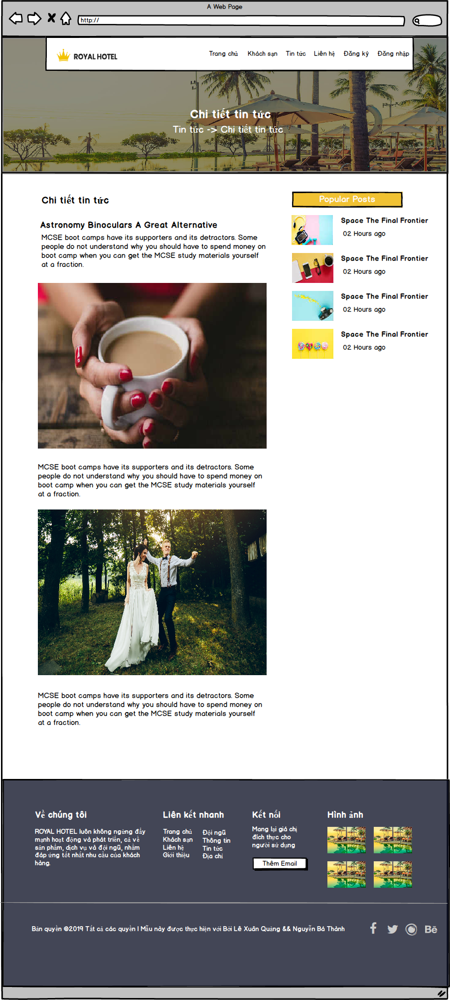 A Web Page
http://
ROYAL HOTEL
Trang chủ Khách sạn Tin tức Liên hệ Đăng ký Đăng nhập
Chi tiết tin tức
Tin tức -> Chi tiết tin tức
Chi tiết tin tức
Astronomy Binoculars A Great Alternative
MCSE boot camps have its supporters and its detractors. Some
people do not understand why you should have to spend money on
boot camp when you can get the MCSE study materials yourself
at a fraction.
MCSE boot camps have its supporters and its detractors. Some
people do not understand why you should have to spend money on
boot camp when you can get the MCSE study materials yourself
at a fraction.
MCSE boot camps have its supporters and its detractors. Some
people do not understand why you should have to spend money on
boot camp when you can get the MCSE study materials yourself
at a fraction.
Popular Posts
Space The Final Frontier
02 Hours ago
Space The Final Frontier
02 Hours ago
Space The Final Frontier
02 Hours ago
Space The Final Frontier
02 Hours ago
Về chúng tôi
ROYAL HOTEL luôn không ngừng đẩy
mạnh hoạt động và phát triển, cả về
sản phẩm, dịch vụ và đội ngũ, nhằm
đáp ứng tốt nhất nhu cầu của khách
hàng.
Liên kết nhanh
Trang chủ
Khách sạn
Liên hệ
Giới thiệu
Đội ngũ
Thông tin
Tin tức
Địa chỉ
Kết nối
Mang lại giá chị
đích thực cho
người sử dụng
Thêm Email
Hình ảnh
Bản quyền ©2019 Tất cả các quyền | Mẫu này được thực hiện với Bởi Lê Xuân Quảng && Nguyễn Bá Thành
Bē